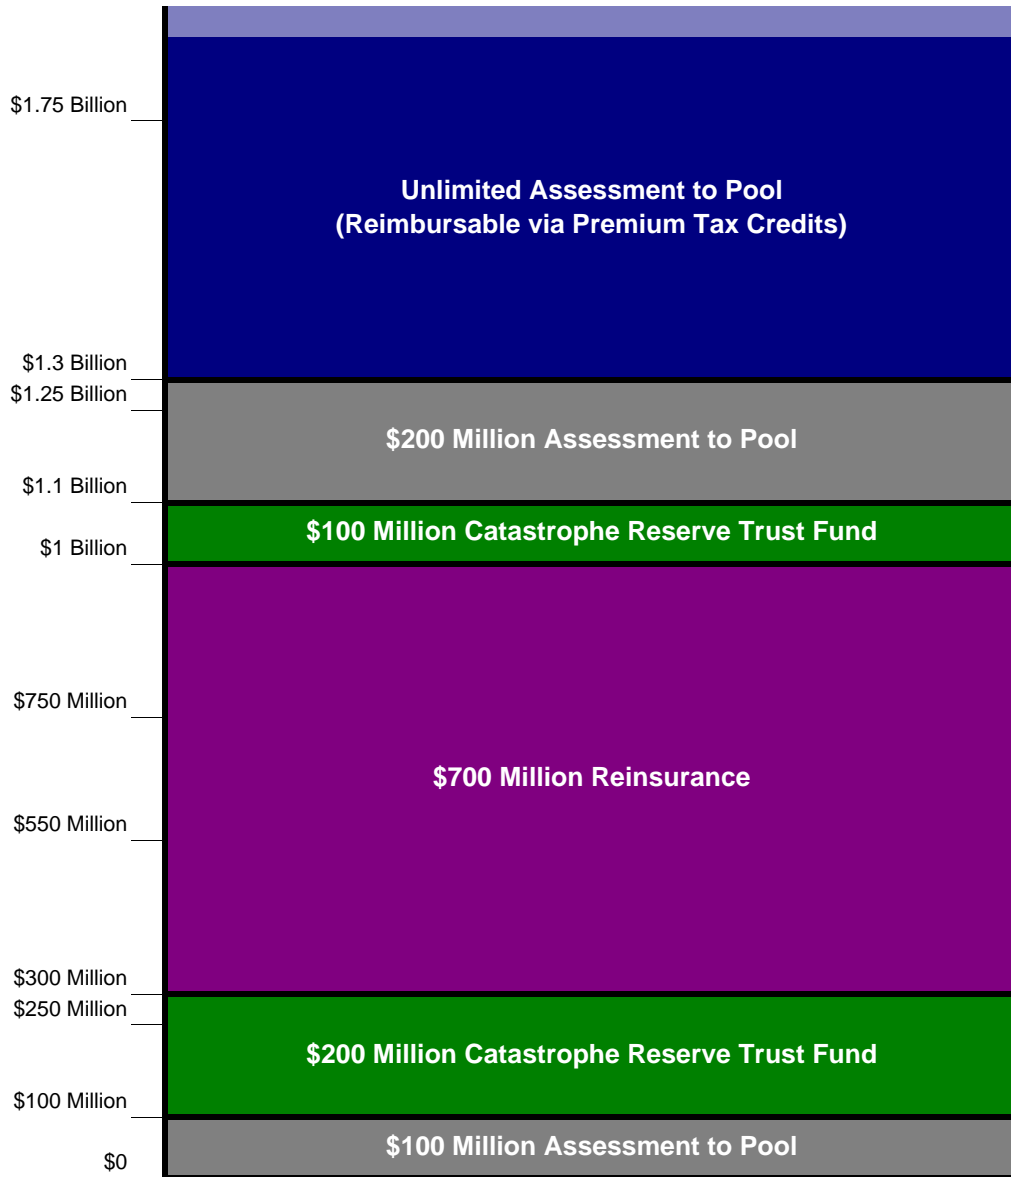 $1.75 Billion
Unlimited Assessment to Pool
(Reimbursable via Premium Tax Credits)
$1.3 Billion
$1.25 Billion
$200 Million Assessment to Pool
$1.1 Billion
$100 Million Catastrophe Reserve Trust Fund
$1 Billion
$750 Million
$700 Million Reinsurance
$550 Million
$300 Million
$250 Million
$200 Million Catastrophe Reserve Trust Fund
$100 Million
$100 Million Assessment to Pool
$0